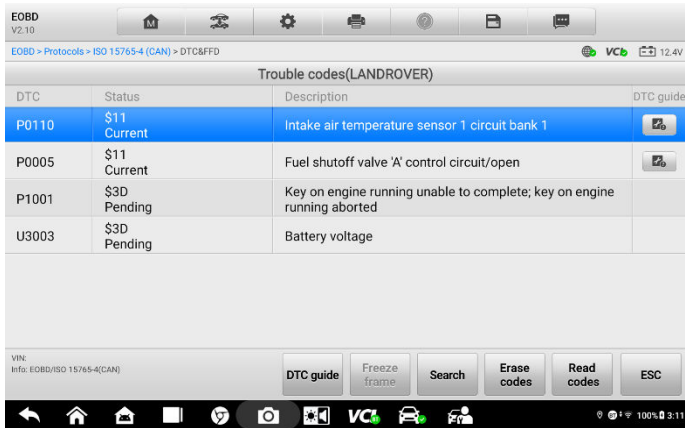 EOBD
V2.10
M
EOBD > Protocols > ISO 15765-4 (CAN) > DTC&FFD
VCI 12.4V
Trouble codes(LANDROVER)
DTC Status Description DTC guide
P0110 $11 Current Intake air temperature sensor 1 circuit bank 1
P0005 $11 Current Fuel shutoff valve 'A' control circuit/open
P1001 $3D Pending Key on engine running unable to complete; key on engine
running aborted
U3003 $3D Pending Battery voltage
VIN:
Info: EOBD/ISO 15765-4(CAN)
DTC guide Freeze frame Search Erase codes Read codes ESC
VCI 100% 3:11